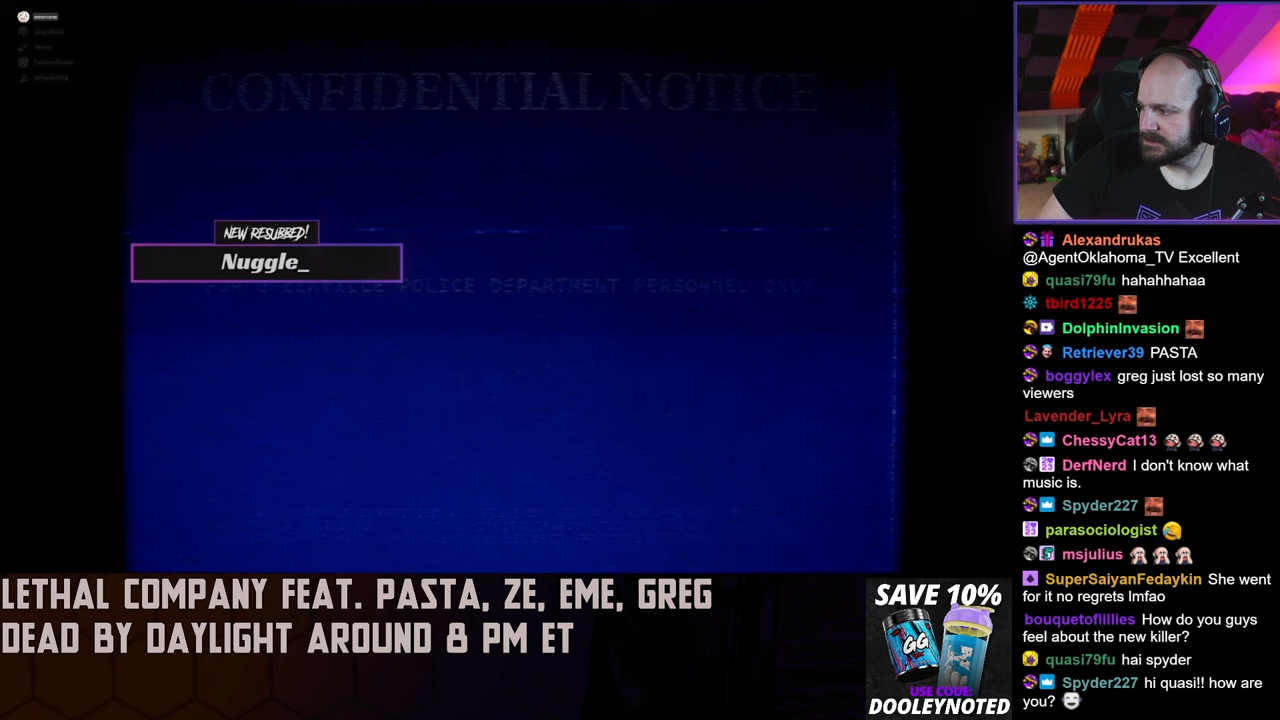 CONFIDENTIAL NOTICE
NEW RESUBBED!
Nuggle_
POLICE DEPARTMENT PERSONNEL ONLY
LETHAL COMPANY FEAT. PASTA, ZE, EME, GREG
DEAD BY DAYLIGHT AROUND 8 PM ET
SAVE 10%
GG
USE CODE:
DOOLEYNOTED
Alexandrukas
@AgentOklahoma_TV Excellent
quasi79fu hahahhahaa
tbird1225
DolphinInvasion
Retriever39 PASTA
boggylex greg just lost so many
viewers
Lavender_Lyra
ChessyCat13
DerfNerd I don't know what
music is.
Spyder227
parasociologist
msjulius
SuperSaiyanFedaykin She went
for it no regrets lmfao
bouquetoflillies How do you guys
feel about the new killer?
quasi79fu hai spyder
Spyder227 hi quasi!! how are
you?